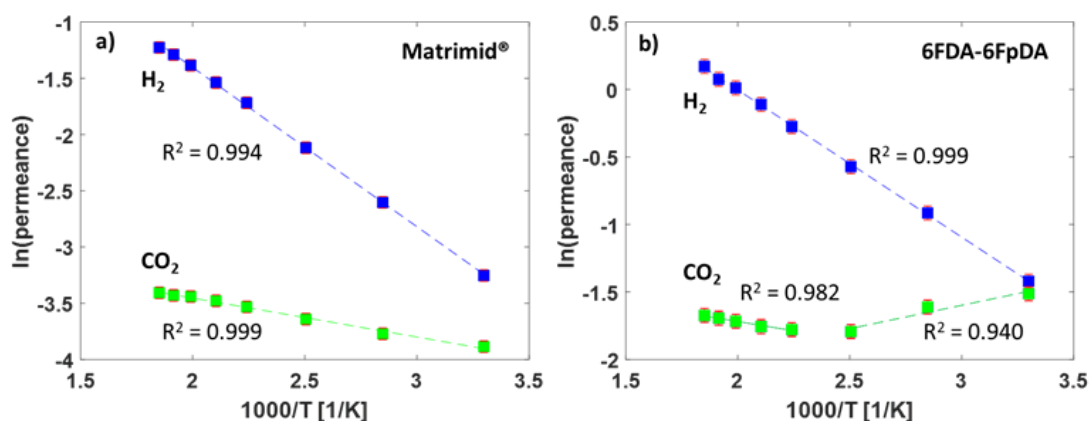 a)
Matrimid®
H2
R² = 0.994
CO2
R² = 0.999
ln(permeance)
-1
-1.5
-2
-2.5
-3
-3.5
-4
1.5
2
2.5
3
3.5
1000/T [1/K]
b)
6FDA-6FpDA
H2
R² = 0.999
CO2
R² = 0.982
R² = 0.940
ln(permeance)
0.5
0
-0.5
-1
-1.5
-2
1.5
2
2.5
3
3.5
1000/T [1/K]